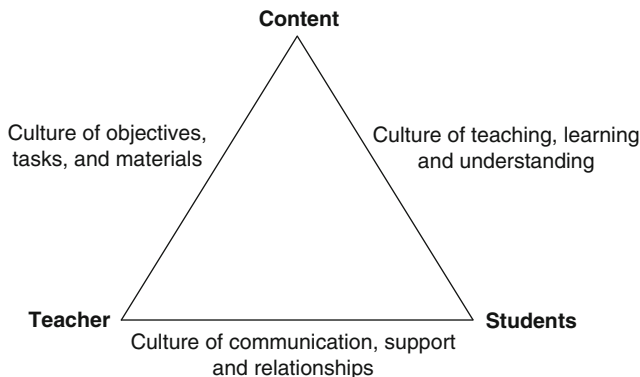 Content
Culture of objectives,
tasks, and materials
Culture of teaching, learning
and understanding
Teacher
Students
Culture of communication, support
and relationships